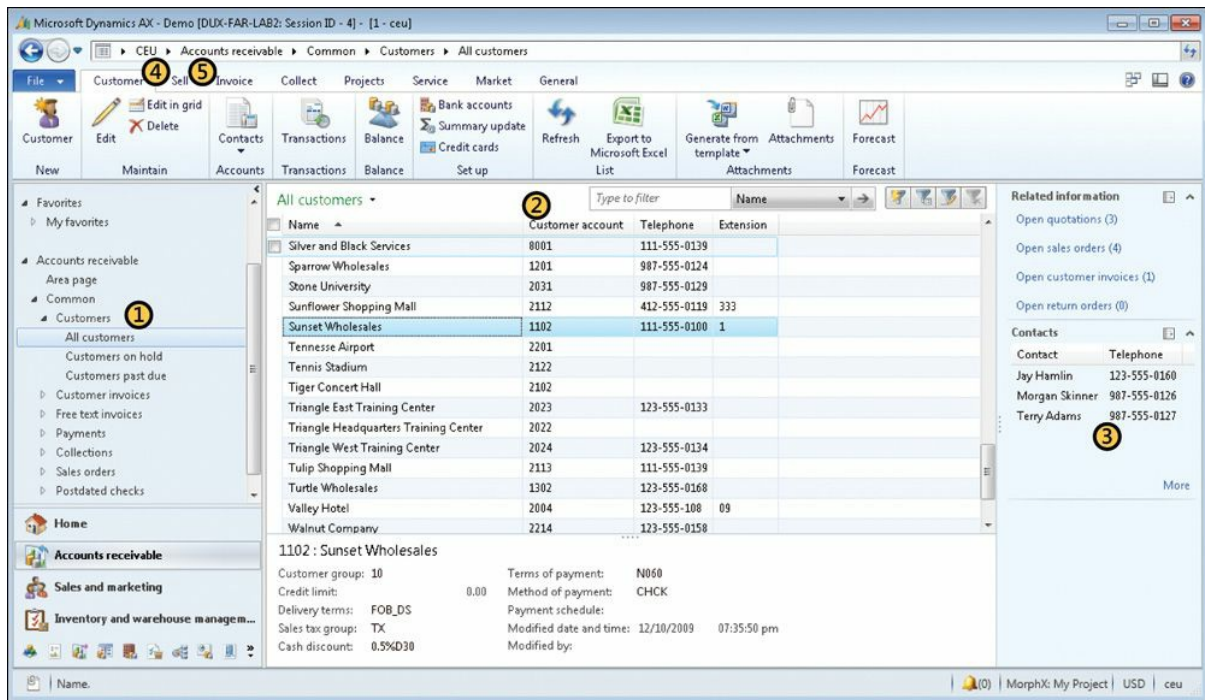 Microsoft Dynamics AX - Demo [DUX-FAR-LAB2: Session ID - 4] - [1 - ceu]
CEU Accounts receivable Common Customers All customers
4 5
File Customer Sell Invoice Collect Projects Service Market General
Customer
New
Edit
Edit in grid
Delete
Maintain
Contacts
Accounts
Transactions
Transactions
Balance
Balance
Bank accounts
Summary update
Credit cards
Set up
Refresh
Export to
Microsoft Excel
List
Generate from
template
Attachments
Attachments
Forecast
Forecast
Favorites
My favorites
Accounts receivable
Area page
Common
Customers
1
All customers
Customers on hold
Customers past due
Customer invoices
Free text invoices
Payments
Collections
Sales orders
Postdated checks
Home
Accounts receivable
Sales and marketing
Inventory and warehouse managem...
All customers
2
Type to filter Name
Name Customer account Telephone Extension
Silver and Black Services 8001 111-555-0139
Sparrow Wholesales 1201 987-555-0124
Stone University 2031 987-555-0129
Sunflower Shopping Mall 2112 412-555-0119 333
Sunset Wholesales 1102 111-555-0100 1
Tennesse Airport 2201
Tennis Stadium 2122
Tiger Concert Hall 2102
Triangle East Training Center 2023 123-555-0133
Triangle Headquarters Training Center 2022
Triangle West Training Center 2024 123-555-0134
Tulip Shopping Mall 2113 111-555-0139
Turtle Wholesales 1302 123-555-0168
Valley Hotel 2004 123-555-108 09
Walnut Company 2214 123-555-0158
1102 : Sunset Wholesales
Customer group: 10 Terms of payment: N060
Credit limit: 0.00 Method of payment: CHCK
Delivery terms: FOB_DS Payment schedule:
Sales tax group: TX Modified date and time: 12/10/2009 07:35:50 pm
Cash discount: 0.5%D30 Modified by:
Related information
Open quotations (3)
Open sales orders (4)
Open customer invoices (1)
Open return orders (0)
Contacts
Contact Telephone
Jay Hamlin 123-555-0160
Morgan Skinner 987-555-0126
Terry Adams 987-555-0127
3
More
Name.
(0) MorphX: My Project USD ceu